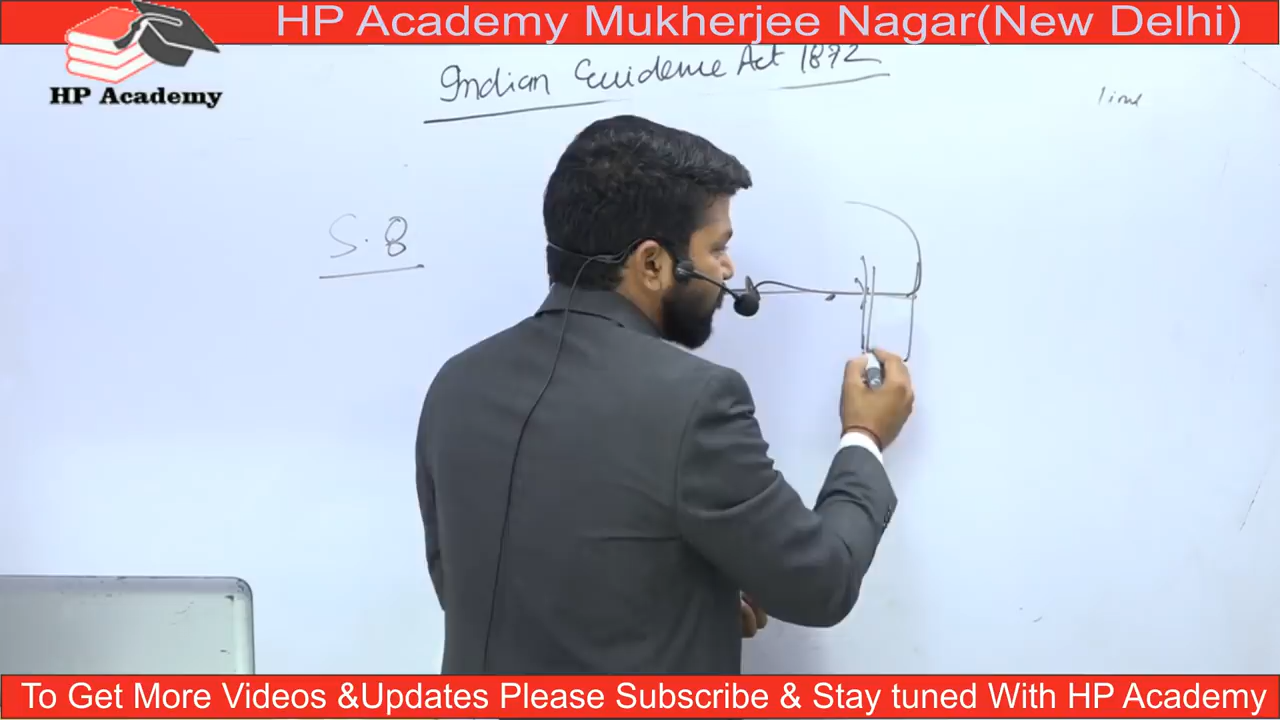 HP Academy Mukherjee Nagar(New Delhi)
HP Academy
Indian Evidence Act 1872
S.8
To Get More Videos &Updates Please Subscribe & Stay tuned With HP Academy